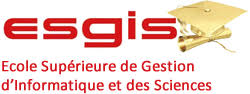 esgis
Ecole Supérieure de Gestion
d'Informatique et des Sciences